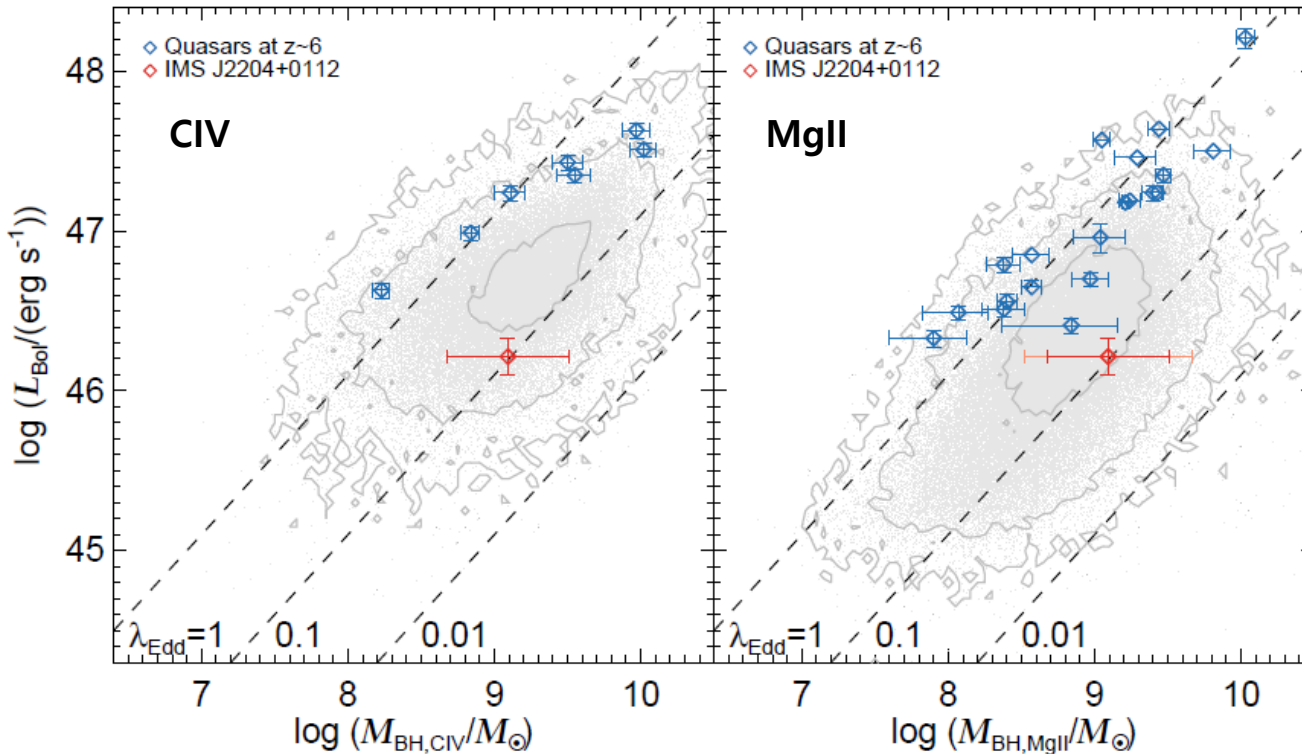 Quasars at z~6
IMS J2204+0112
CIV
Quasars at z~6
IMS J2204+0112
MgII
48
47
46
45
log (L_Bol/(erg s⁻¹))
λ_Edd=1 0.1 0.01
λ_Edd=1 0.1 0.01
7 8 9 10
7 8 9 10
log (M_BH,CIV/M_⊙)
log (M_BH,MgII/M_⊙)